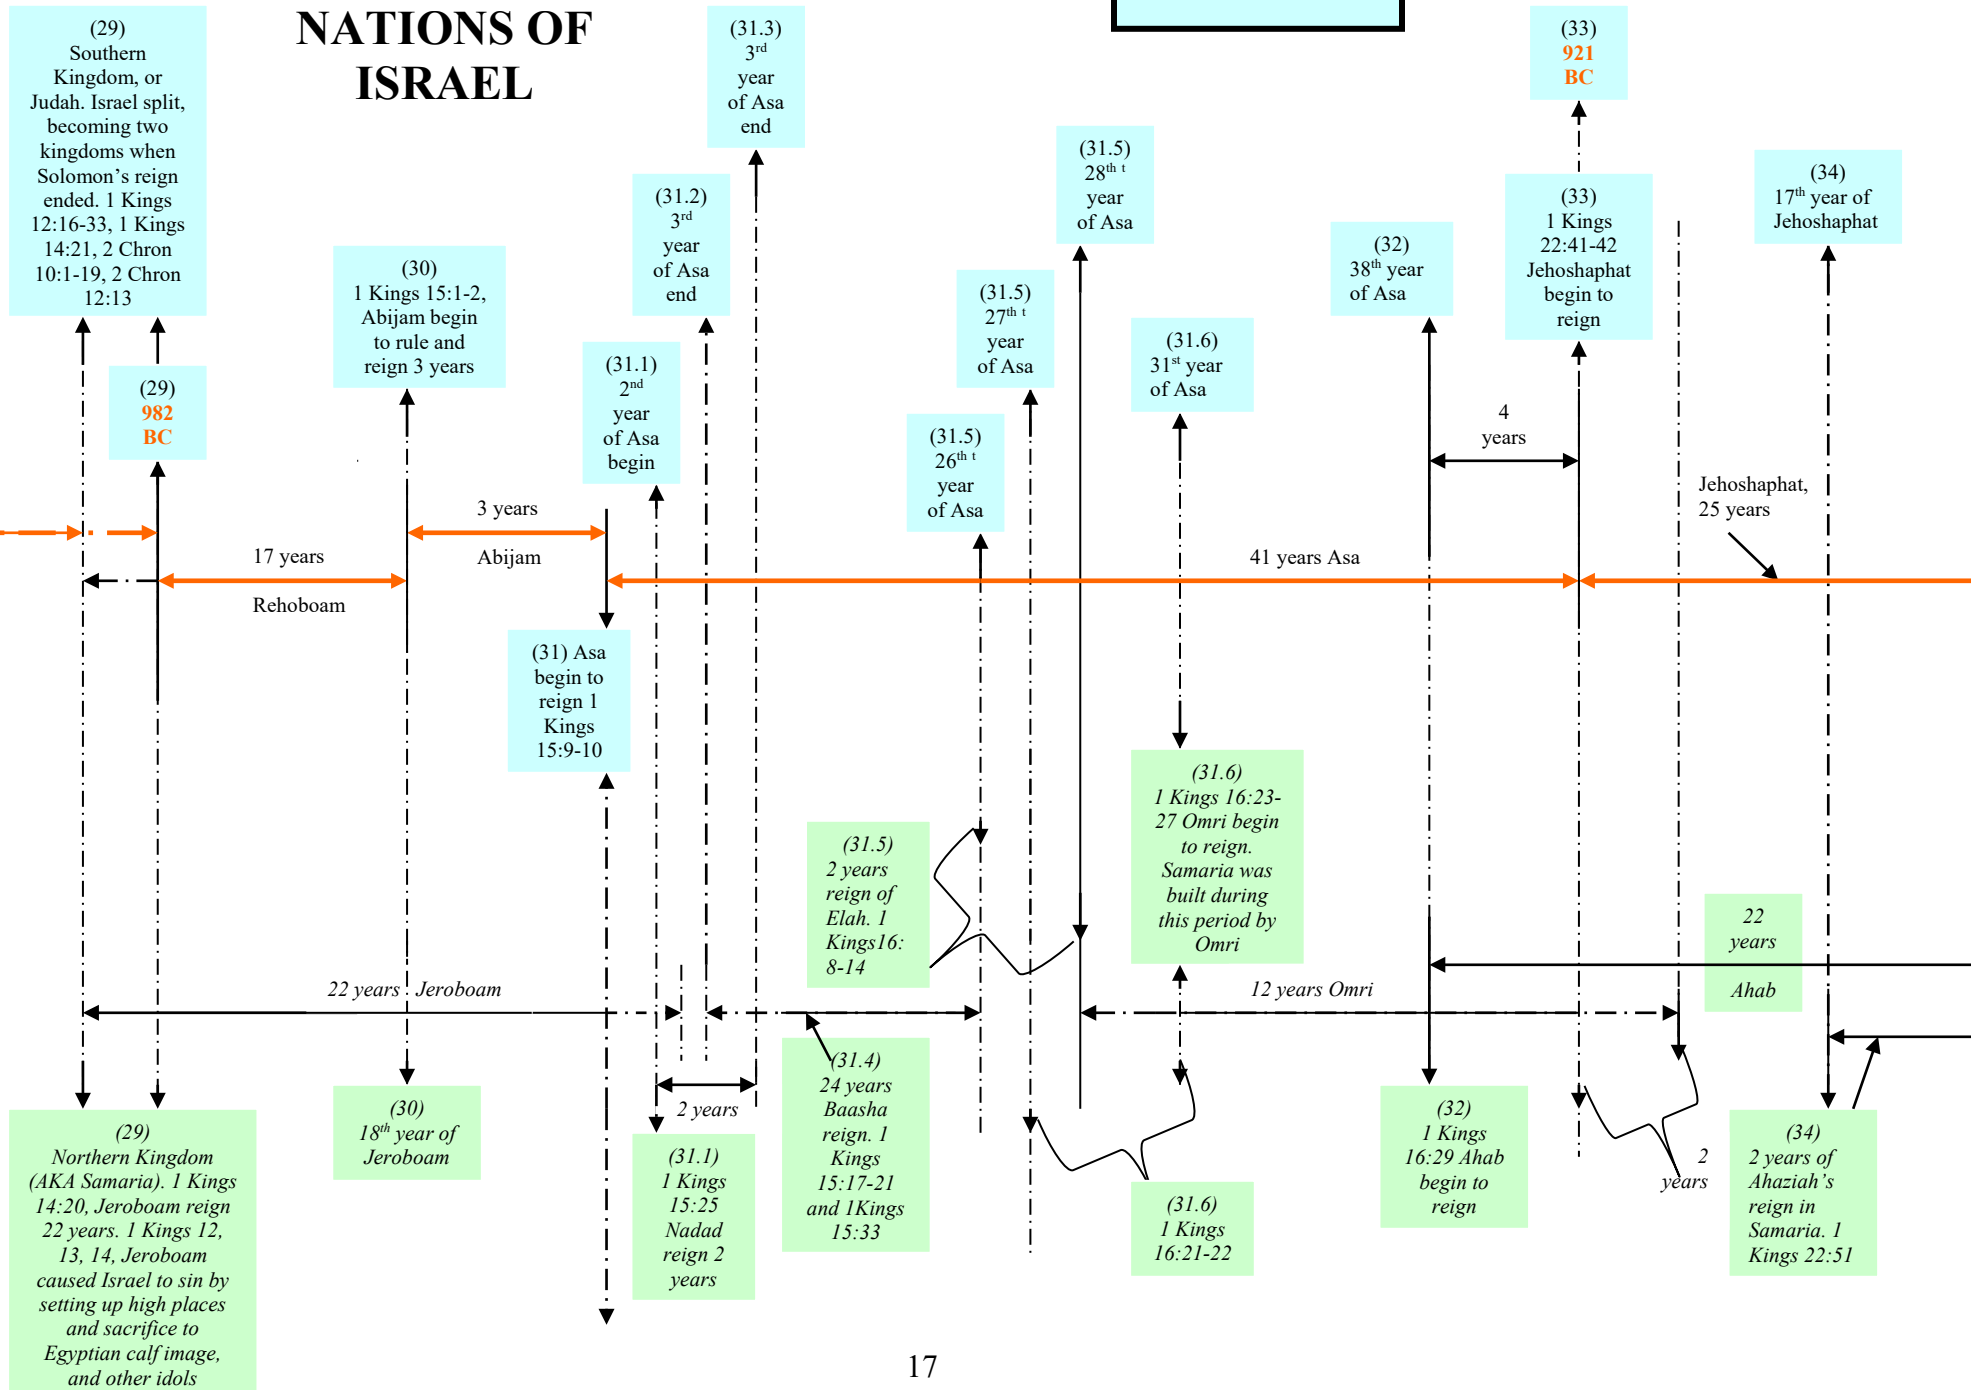 NATIONS OF
ISRAEL
(29)
Southern
Kingdom, or
Judah. Israel split,
becoming two
kingdoms when
Solomon’s reign
ended. 1 Kings
12:16-33, 1 Kings
14:21, 2 Chron
10:1-19, 2 Chron
12:13
(29)
982
BC
(30)
1 Kings 15:1-2,
Abijam begin
to rule and
reign 3 years
(31.1)
2nd
year
of Asa
begin
(31.2)
3rd
year
of Asa
end
(31.3)
3rd
year
of Asa
end
(31.5)
26th t
year
of Asa
(31.5)
27th t
year
of Asa
(31.5)
28th t
year
of Asa
(31.6)
31st year
of Asa
(32)
38th year
of Asa
(33)
921
BC
(33)
1 Kings
22:41-42
Jehoshaphat
begin to
reign
(34)
17th year of
Jehoshaphat
4
years
Jehoshaphat,
25 years
17 years
Rehoboam
3 years
Abijam
41 years Asa
(31) Asa
begin to
reign 1
Kings
15:9-10
(31.5)
2 years
reign of
Elah. 1
Kings16:
8-14
(31.6)
1 Kings 16:23-
27 Omri begin
to reign.
Samaria was
built during
this period by
Omri
22
years
Ahab
22 years . Jeroboam
12 years Omri
(29)
Northern Kingdom
(AKA Samaria). 1 Kings
14:20, Jeroboam reign
22 years. 1 Kings 12,
13, 14, Jeroboam
caused Israel to sin by
setting up high places
and sacrifice to
Egyptian calf image,
and other idols
(30)
18th year of
Jeroboam
2 years
(31.1)
1 Kings
15:25
Nadad
reign 2
years
(31.4)
24 years
Baasha
reign. 1
Kings
15:17-21
and 1Kings
15:33
(31.6)
1 Kings
16:21-22
(32)
1 Kings
16:29 Ahab
begin to
reign
2
years
(34)
2 years of
Ahaziah’s
reign in
Samaria. 1
Kings 22:51
17